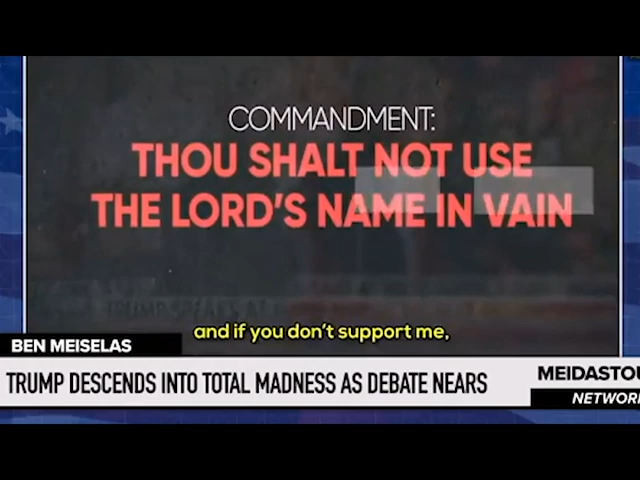 COMMANDMENT:
THOU SHALT NOT USE
THE LORD'S NAME IN VAIN
and if you don't support me,
BEN MEISELAS
TRUMP DESCENDS INTO TOTAL MADNESS AS DEBATE NEARS
MEIDASTOU
NETWORK